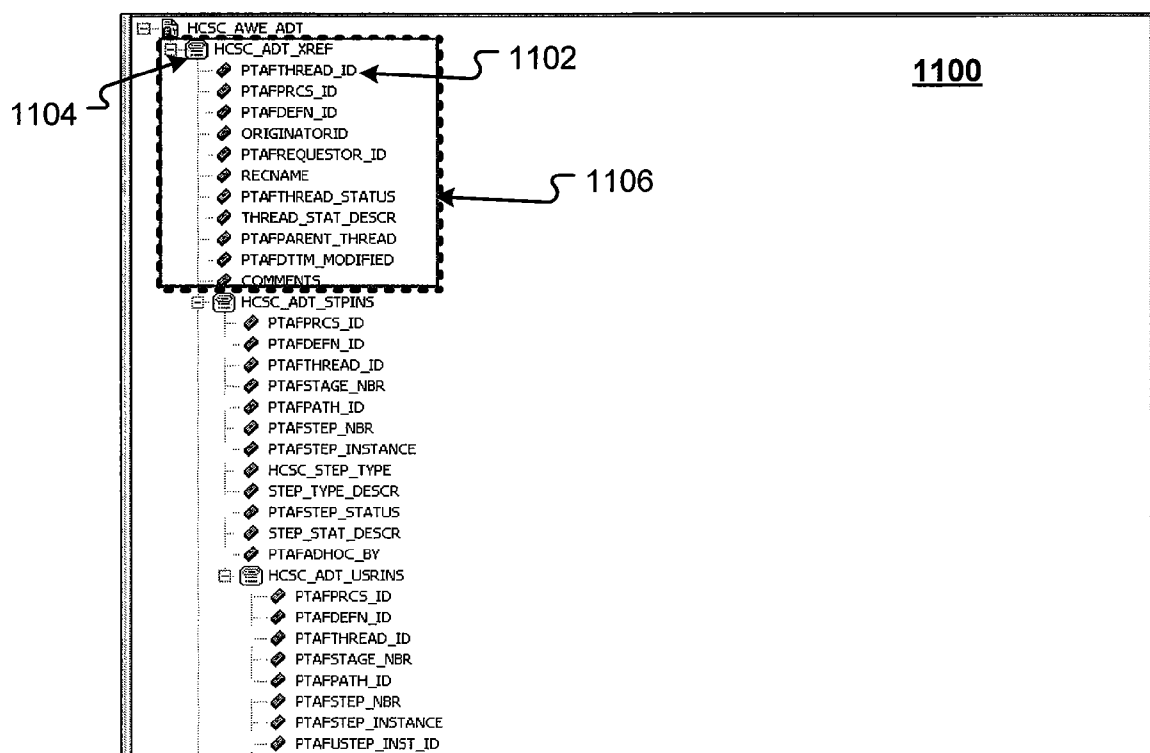 HCSC_AWE_ADT
HCSC_ADT_XREF
PTAFTHREAD_ID
1102
1100
PTAFPRCS_ID
1104
PTAFDEFN_ID
ORIGINATORID
PTAFREQUESTOR_ID
RECNAME
1106
PTAFTHREAD_STATUS
THREAD_STAT_DESCR
PTAFPARENT_THREAD
PTAFDTTM_MODIFIED
COMMENTS
HCSC_ADT_STPINS
PTAFPRCS_ID
PTAFDEFN_ID
PTAFTHREAD_ID
PTAFSTAGE_NBR
PTAFPATH_ID
PTAFSTEP_NBR
PTAFSTEP_INSTANCE
HCSC_STEP_TYPE
STEP_TYPE_DESCR
PTAFSTEP_STATUS
STEP_STAT_DESCR
PTAFADHOC_BY
HCSC_ADT_USRINS
PTAFPRCS_ID
PTAFDEFN_ID
PTAFTHREAD_ID
PTAFSTAGE_NBR
PTAFPATH_ID
PTAFSTEP_NBR
PTAFSTEP_INSTANCE
PTAFUSTEP_INST_ID